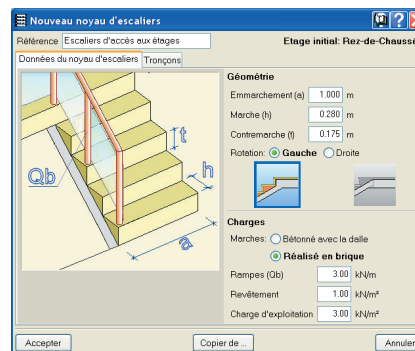 Nouveau noyau d'escaliers
Référence Escaliers d'accès aux étages Etage initial: Rez-de-Chaussé
Données du noyau d'escaliers Tronçons
Géométrie
Emmarchement (a) 1.000 m
Marche (h) 0.280 m
Contremarche (t) 0.175 m
Rotation: Gauche Droite
Qb
t
h
a
Charges
Marches: Bétonné avec la dalle
Réalisé en brique
Rampes (Qb) 3.00 kN/m
Revêtement 1.00 kN/m²
Charge d'exploitation 3.00 kN/m²
Accepter Copier de ... Annuler